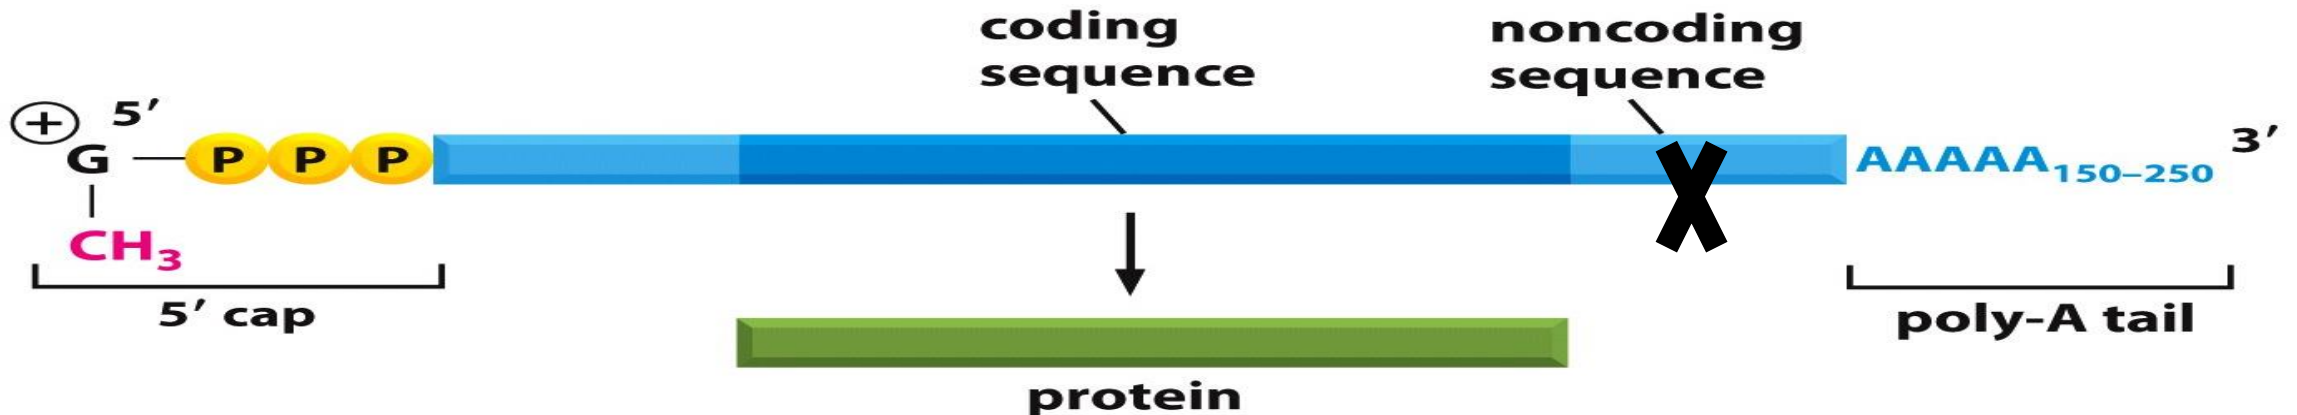 coding
sequence
noncoding
sequence
+
5′
G
P P P
CH₃
AAAAA₁₅₀₋₂₅₀
3′
5′ cap
poly-A tail
protein